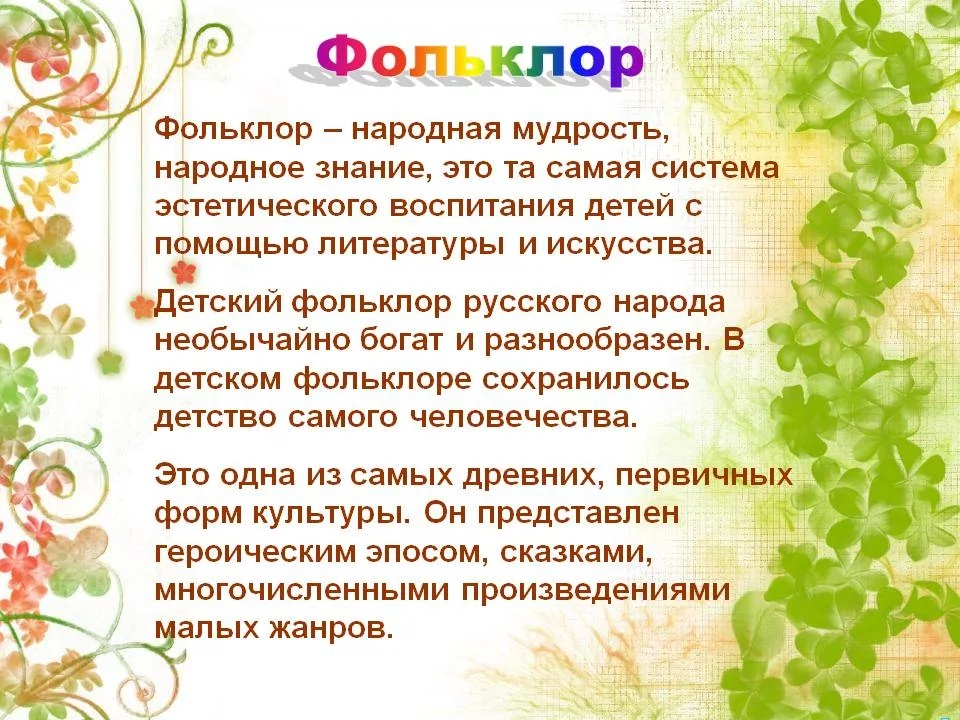 Фольклор
Фольклор – народная мудрость,
народное знание, это та самая система
эстетического воспитания детей с
помощью литературы и искусства.
Детский фольклор русского народа
необычайно богат и разнообразен. В
детском фольклоре сохранилось
детство самого человечества.
Это одна из самых древних, первичных
форм культуры. Он представлен
героическим эпосом, сказками,
многочисленными произведениями
малых жанров.